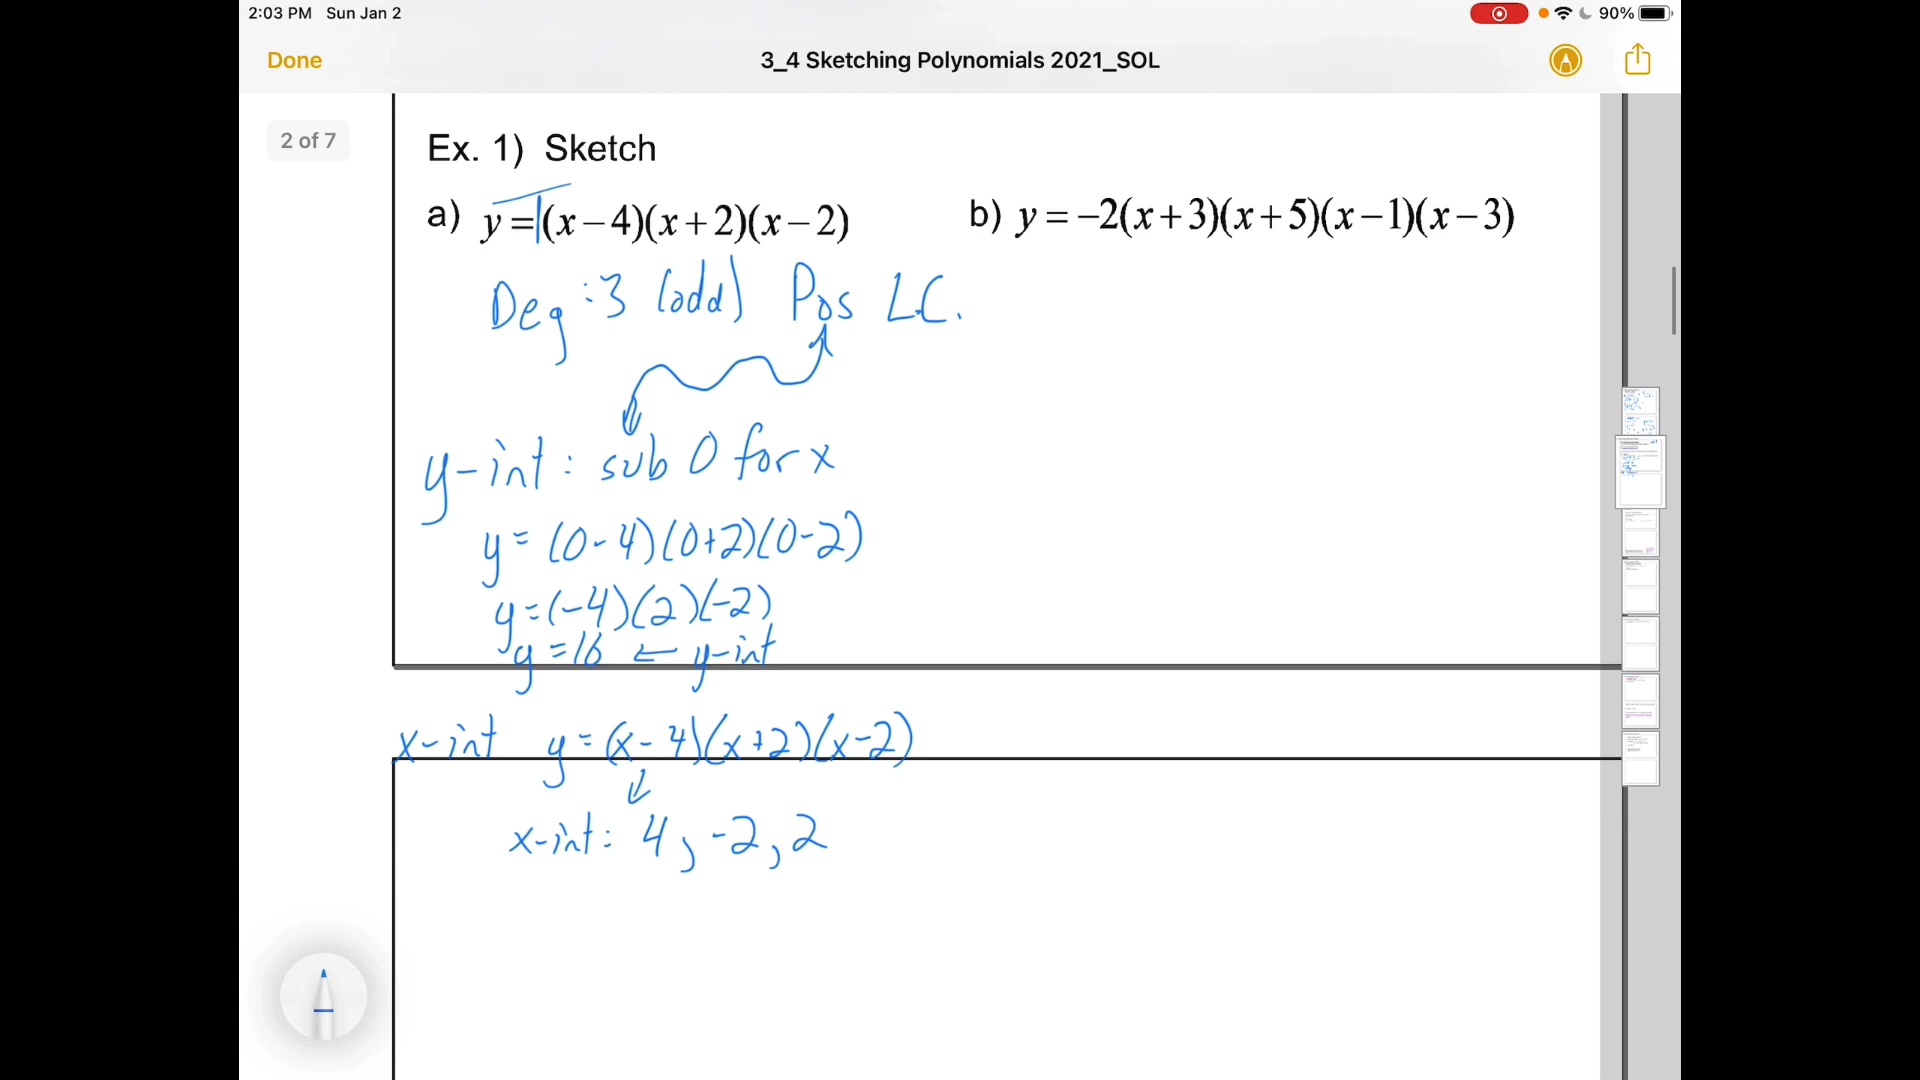 2:03 PM Sun Jan 2
90%
Done
3_4 Sketching Polynomials 2021_SOL
2 of 7
Ex. 1) Sketch
a) y = 1(x − 4)(x + 2)(x − 2)
b) y = −2(x + 3)(x + 5)(x − 1)(x − 3)
Deg : 3 (odd) Pos L.C.
y-int : sub 0 for x
y = (0-4)(0+2)(0-2)
y = (-4)(2)(-2)
y = 16 ← y-int
x-int y = (x-4)(x+2)(x-2)
x-int: 4, -2, 2